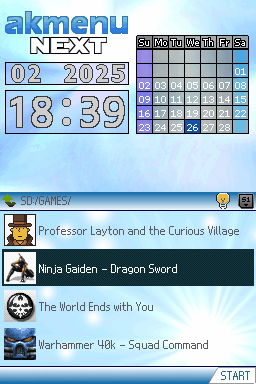 akmenu
NEXT
02 2025
18:39
Su Mo Tu We Th Fr Sa
01
02 03 04 05 06 07 08
09 10 11 12 13 14 15
16 17 18 19 20 21 22
23 24 25 26 27 28
SD:/GAMES/
S1
Professor Layton and the Curious Village
Ninja Gaiden - Dragon Sword
The World Ends with You
Warhammer 40k - Squad Command
START